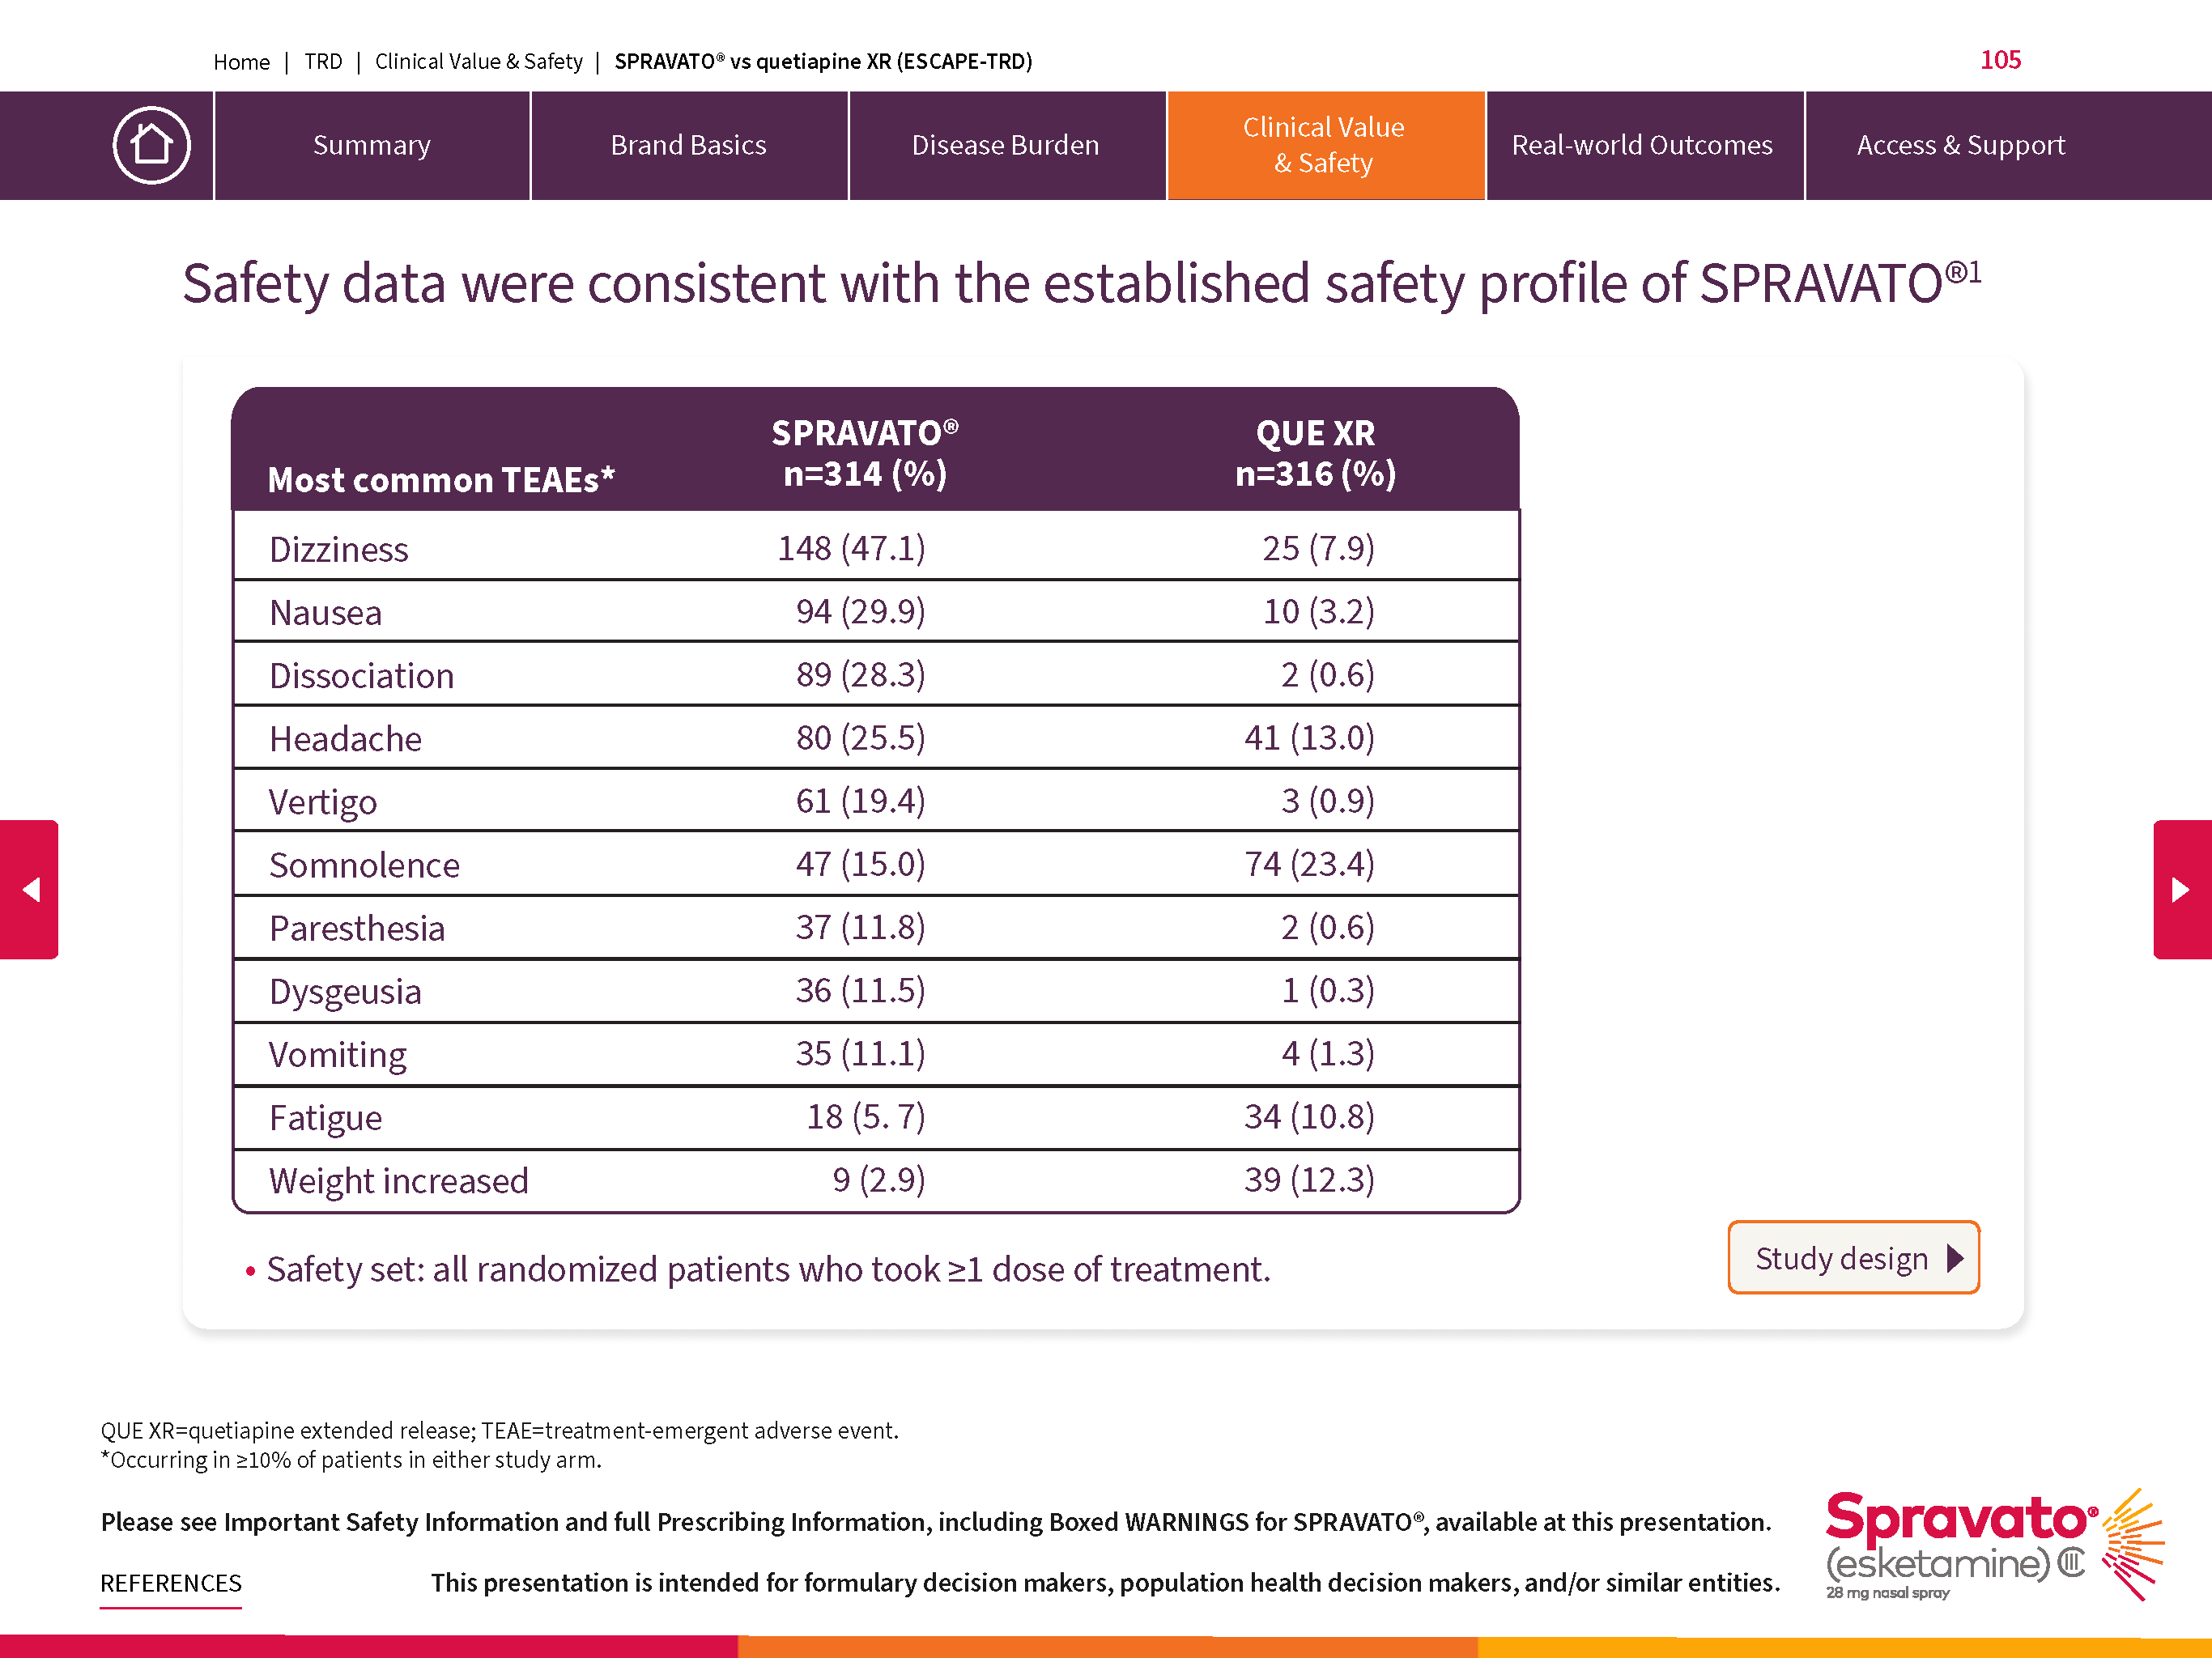 Home | TRD | Clinical Value & Safety | SPRAVATO® vs quetiapine XR (ESCAPE-TRD)
105
Summary
Brand Basics
Disease Burden
Clinical Value
& Safety
Real-world Outcomes
Access & Support
Safety data were consistent with the established safety profile of SPRAVATO®1
Most common TEAEs* SPRAVATO® n=314 (%) QUE XR n=316 (%)
Dizziness 148 (47.1) 25 (7.9)
Nausea 94 (29.9) 10 (3.2)
Dissociation 89 (28.3) 2 (0.6)
Headache 80 (25.5) 41 (13.0)
Vertigo 61 (19.4) 3 (0.9)
Somnolence 47 (15.0) 74 (23.4)
Paresthesia 37 (11.8) 2 (0.6)
Dysgeusia 36 (11.5) 1 (0.3)
Vomiting 35 (11.1) 4 (1.3)
Fatigue 18 (5. 7) 34 (10.8)
Weight increased 9 (2.9) 39 (12.3)
• Safety set: all randomized patients who took ≥1 dose of treatment.
Study design
QUE XR=quetiapine extended release; TEAE=treatment-emergent adverse event.
*Occurring in ≥10% of patients in either study arm.
Please see Important Safety Information and full Prescribing Information, including Boxed WARNINGS for SPRAVATO®, available at this presentation.
REFERENCES
This presentation is intended for formulary decision makers, population health decision makers, and/or similar entities.
Spravato®
(esketamine) CIII
28 mg nasal spray